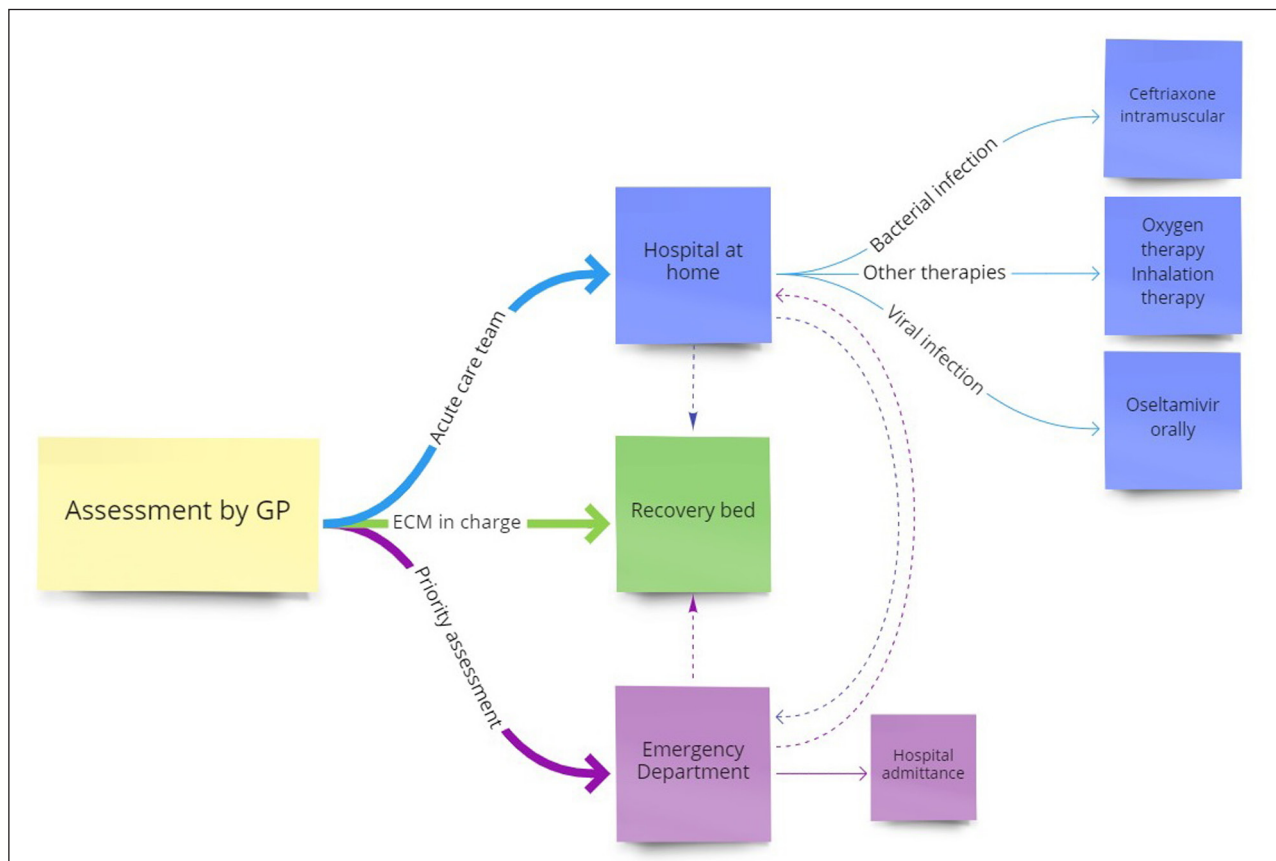 Assessment by GP
Acute care team
ECM in charge
Priority assessment
Hospital at
home
Recovery bed
Emergency
Department
Bacterial infection
Other therapies
Viral infection
Ceftriaxone
intramuscular
Oxygen
therapy
Inhalation
therapy
Oseltamivir
orally
Hospital
admittance